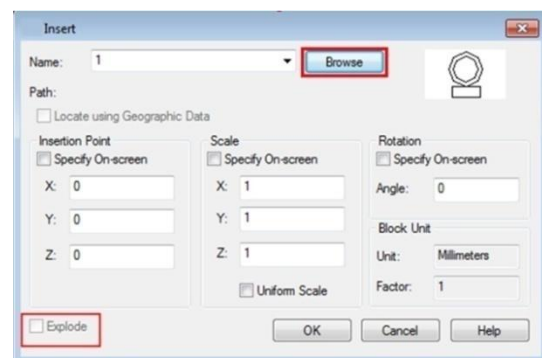 Insert
Name: 1 Browse
Path:
Locate using Geographic Data
Insertion Point Scale Rotation
Specify On-screen Specify On-screen Specify On-screen
X: 0 X: 1 Angle: 0
Y: 0 Y: 1 Block Unit
Z: 0 Z: 1 Unit: Millimeters
Uniform Scale Factor: 1
Explode OK Cancel Help